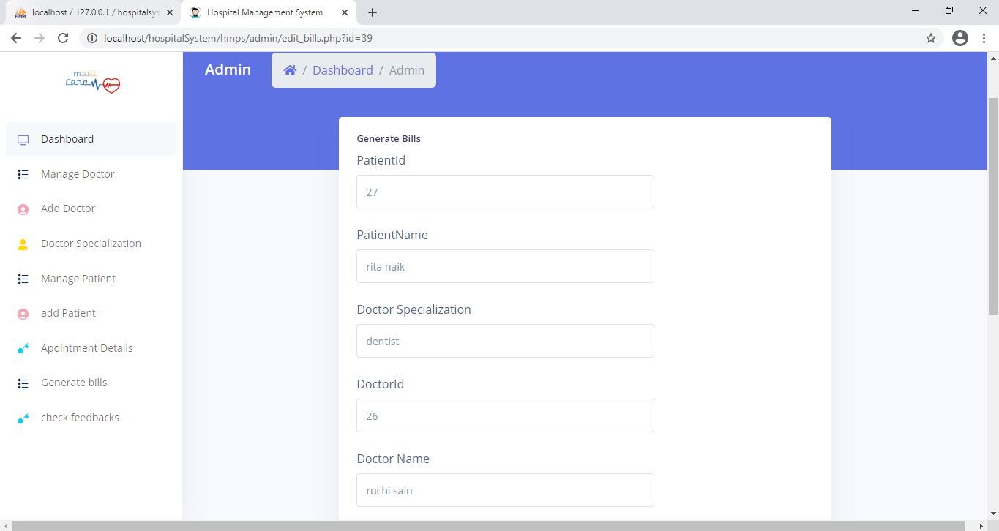 localhost / 127.0.0.1 / hospitalsys
Hospital Management System
localhost/hospitalSystem/hmps/admin/edit_bills.php?id=39
medi
care
Admin
/ Dashboard / Admin
Dashboard
Manage Doctor
Add Doctor
Doctor Specialization
Manage Patient
add Patient
Apointment Details
Generate bills
check feedbacks
Generate Bills
PatientId
27
PatientName
rita naik
Doctor Specialization
dentist
DoctorId
26
Doctor Name
ruchi sain